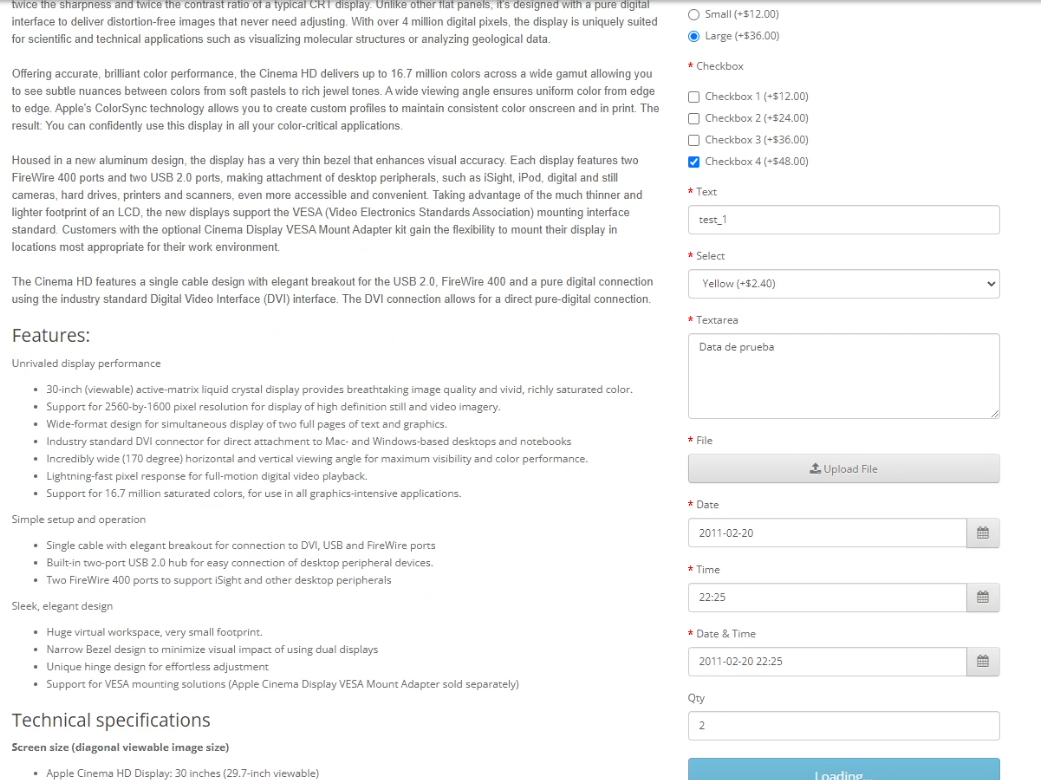 twice the sharpness and twice the contrast ratio of a typical CRT display. Unlike other flat panels, it's designed with a pure digital
interface to deliver distortion-free images that never need adjusting. With over 4 million digital pixels, the display is uniquely suited
for scientific and technical applications such as visualizing molecular structures or analyzing geological data.
Offering accurate, brilliant color performance, the Cinema HD delivers up to 16.7 million colors across a wide gamut allowing you
to see subtle nuances between colors from soft pastels to rich jewel tones. A wide viewing angle ensures uniform color from edge
to edge. Apple's ColorSync technology allows you to create custom profiles to maintain consistent color onscreen and in print. The
result: You can confidently use this display in all your color-critical applications.
Housed in a new aluminum design, the display has a very thin bezel that enhances visual accuracy. Each display features two
FireWire 400 ports and two USB 2.0 ports, making attachment of desktop peripherals, such as iSight, iPod, digital and still
cameras, hard drives, printers and scanners, even more accessible and convenient. Taking advantage of the much thinner and
lighter footprint of an LCD, the new displays support the VESA (Video Electronics Standards Association) mounting interface
standard. Customers with the optional Cinema Display VESA Mount Adapter kit gain the flexibility to mount their display in
locations most appropriate for their work environment.
The Cinema HD features a single cable design with elegant breakout for the USB 2.0, FireWire 400 and a pure digital connection
using the industry standard Digital Video Interface (DVI) interface. The DVI connection allows for a direct pure-digital connection.
Features:
Unrivaled display performance
• 30-inch (viewable) active-matrix liquid crystal display provides breathtaking image quality and vivid, richly saturated color.
• Support for 2560-by-1600 pixel resolution for display of high definition still and video imagery.
• Wide-format design for simultaneous display of two full pages of text and graphics.
• Industry standard DVI connector for direct attachment to Mac- and Windows-based desktops and notebooks
• Incredibly wide (170 degree) horizontal and vertical viewing angle for maximum visibility and color performance.
• Lightning-fast pixel response for full-motion digital video playback.
• Support for 16.7 million saturated colors, for use in all graphics-intensive applications.
Simple setup and operation
• Single cable with elegant breakout for connection to DVI, USB and FireWire ports
• Built-in two-port USB 2.0 hub for easy connection of desktop peripheral devices.
• Two FireWire 400 ports to support iSight and other desktop peripherals
Sleek, elegant design
• Huge virtual workspace, very small footprint.
• Narrow Bezel design to minimize visual impact of using dual displays
• Unique hinge design for effortless adjustment
• Support for VESA mounting solutions (Apple Cinema Display VESA Mount Adapter sold separately)
Technical specifications
Screen size (diagonal viewable image size)
• Apple Cinema HD Display: 30 inches (29.7-inch viewable)
Small (+$12.00)
Large (+$36.00)
* Checkbox
Checkbox 1 (+$12.00)
Checkbox 2 (+$24.00)
Checkbox 3 (+$36.00)
Checkbox 4 (+$48.00)
* Text
test_1
* Select
Yellow (+$2.40)
* Textarea
Data de prueba
* File
Upload File
* Date
2011-02-20
* Time
22:25
* Date & Time
2011-02-20 22:25
Qty
2
Loading...